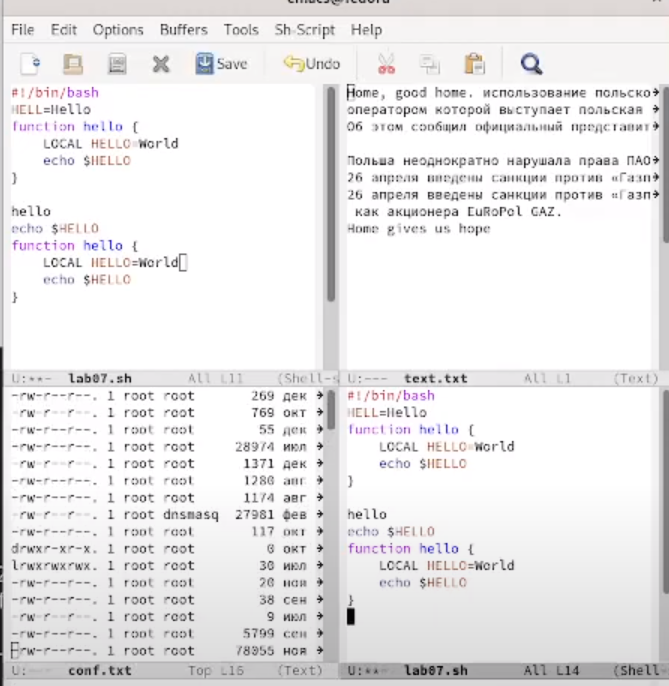 emacs@fedora
File Edit Options Buffers Tools Sh-Script Help
Save Undo
#!/bin/bash
HELL=Hello
function hello {
LOCAL HELLO=World
echo $HELLO
}
hello
echo $HELLO
function hello {
LOCAL HELLO=World
echo $HELLO
}
U:**- lab07.sh All L11 (Shell-s
Home, good home. использование польско
оператором которой выступает польская
Об этом сообщил официальный представит
Польша неоднократно нарушала права ПАО
26 апреля введены санкции против «Газп
26 апреля введены санкции против «Газп
как акционера EuRoPol GAZ.
Home gives us hope
U:--- text.txt All L1 (Text)
-rw-r--r--. 1 root root 269 дек
-rw-r--r--. 1 root root 769 окт
-rw-r--r--. 1 root root 55 дек
-rw-r--r--. 1 root root 28974 июл
-rw-r--r--. 1 root root 1371 дек
-rw-r--r--. 1 root root 1280 авг
-rw-r--r--. 1 root root 1174 авг
-rw-r--r--. 1 root dnsmasq 27981 фев
-rw-r--r--. 1 root root 117 окт
drwxr-xr-x. 1 root root 0 окт
lrwxrwxrwx. 1 root root 30 июл
-rw-r--r--. 1 root root 20 ноя
-rw-r--r--. 1 root root 38 сен
-rw-r--r--. 1 root root 9 июл
-rw-r--r--. 1 root root 5799 сен
-rw-r--r--. 1 root root 78055 ноя
U:--- conf.txt Top L16 (Text)
#!/bin/bash
HELL=Hello
function hello {
LOCAL HELLO=World
echo $HELLO
}
hello
echo $HELLO
function hello {
LOCAL HELLO=World
echo $HELLO
}
U:**- lab07.sh All L14 (Shell-